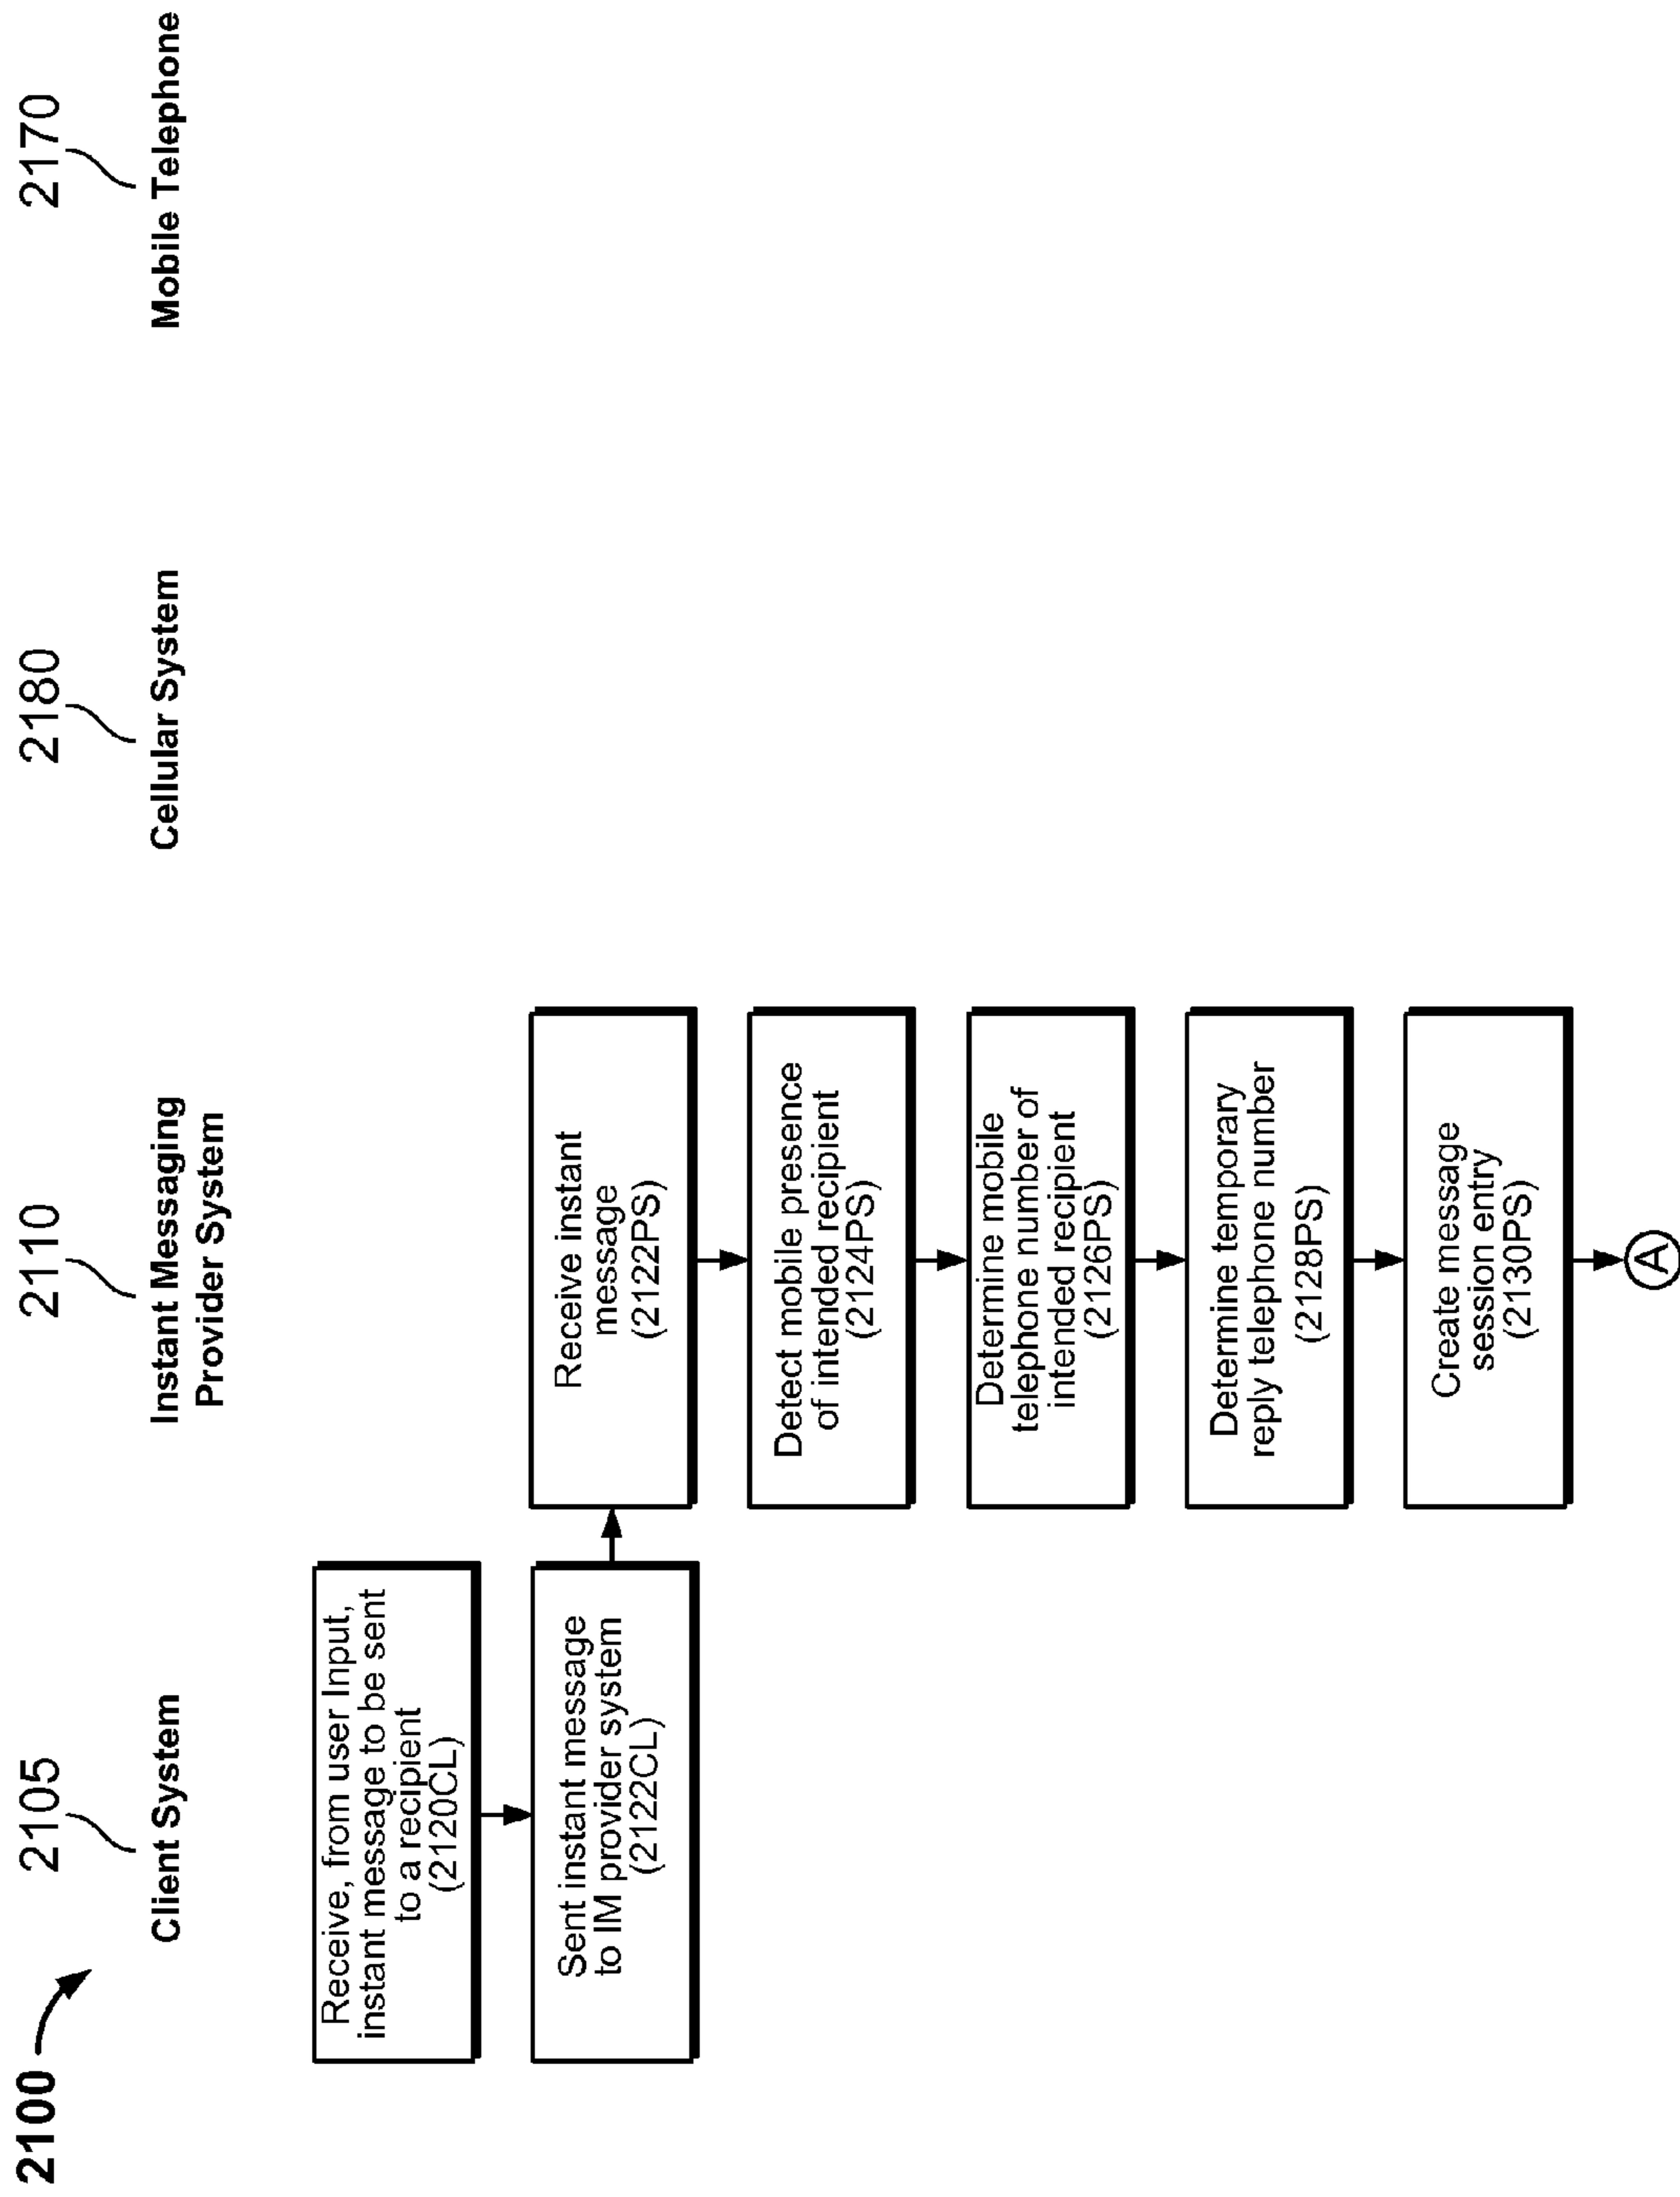 2100
2105
2110
2180
2170
Client System
Instant Messaging
Provider System
Cellular System
Mobile Telephone
Receive, from user Input,
instant message to be sent
to a recipient
(2120CL)
Sent instant message
to IM provider system
(2122CL)
Receive instant
message
(2122PS)
Detect mobile presence
of intended recipient
(2124PS)
Determine mobile
telephone number of
intended recipient
(2126PS)
Determine temporary
reply telephone number
(2128PS)
Create message
session entry
(2130PS)
A